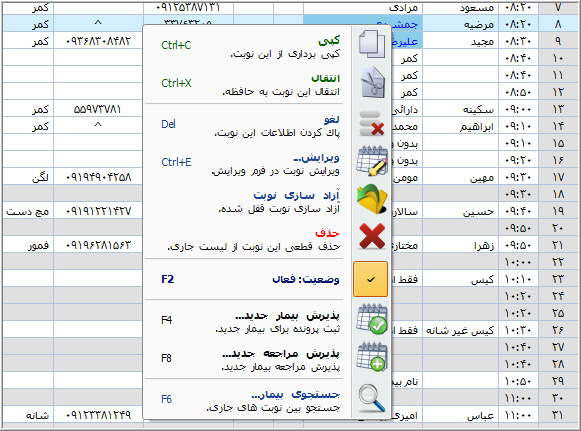 ۷ ۰۸:۲۰ مسعود مرادی ۰۹۱۲۵۳۸۷۱۳۱ کمر
۸ ۰۸:۲۰ مرضیه جمشیدی ^ کمر
۹ ۰۸:۳۰ مجید علیرضا ۰۹۳۶۸۳۰۸۴۸۲ کمر
۱۰ ۰۸:۴۰ کمر
۱۱ ۰۸:۴۰ کمر
۱۲ ۰۸:۵۰ کمر
۱۳ ۰۹:۰۰ سکینه دارائی ۵۵۹۷۳۷۸۱ کمر
۱۴ ۰۹:۱۰ ابراهیم محمد ^ کمر
۱۵ ۰۹:۱۰ بدون
۱۶ ۰۹:۲۰ بدون
۱۷ ۰۹:۳۰ مهین مومن ۰۹۱۹۴۹۰۴۲۵۸ لگن
۱۸ ۰۹:۳۰
۱۹ ۰۹:۴۰ حسین سالار ۰۹۱۹۱۲۲۱۴۲۷ مچ دست
۲۰ ۰۹:۵۰
۲۱ ۰۹:۵۰ زهرا مختاری ۰۹۱۹۶۲۸۱۵۶۳ فمور
۲۲ ۱۰:۰۰
۲۳ ۱۰:۱۰ کیس فقط
۲۴ ۱۰:۲۰
۲۵ ۱۰:۲۰
۲۶ ۱۰:۳۰ کیس غیر شانه فقط
۲۷ ۱۰:۴۰
۲۸ ۱۰:۴۰
۲۹ ۱۰:۵۰ نام
۳۰ ۱۱:۰۰
۳۱ ۱۱:۰۰ عباس امیری ۰۹۱۲۳۳۸۱۲۴۹ شانه
کپی Ctrl+C
کپی برداری از این نوبت.
انتقال Ctrl+X
انتقال این نوبت به حافظه.
لغو Del
پاک کردن اطلاعات این نوبت.
ویرایش... Ctrl+E
ویرایش نوبت در فرم ویرایش.
آزاد سازی نوبت
آزاد سازی نوبت قفل شده.
حذف
حذف قطعی این نوبت از لیست جاری.
وضعیت: فعال F2
پذیرش بیمار جدید... F4
ثبت پرونده برای بیمار جدید.
پذیرش مراجعه جدید... F8
پذیرش مراجعه بیمار جدید.
جستجوی بیمار... F6
جستجو بین نوبت های جاری.